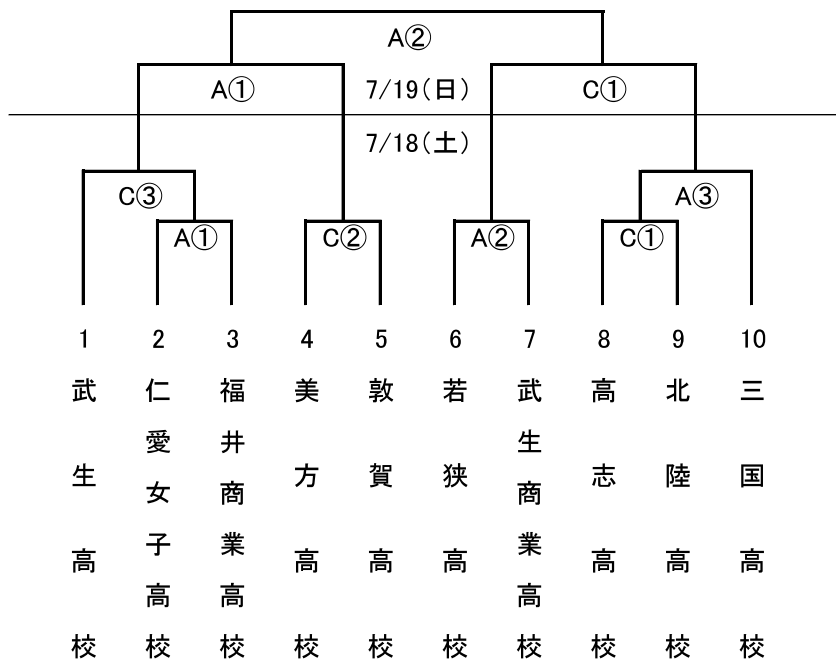 A②
A① 7/19(日) C①
7/18(土)
C③ A③
A① C② A② C①
1 2 3 4 5 6 7 8 9 10
武生高校
仁愛女子高校
福井商業高校
美方高校
敦賀高校
若狭高校
武生商業高校
高志高校
北陸高校
三国高校